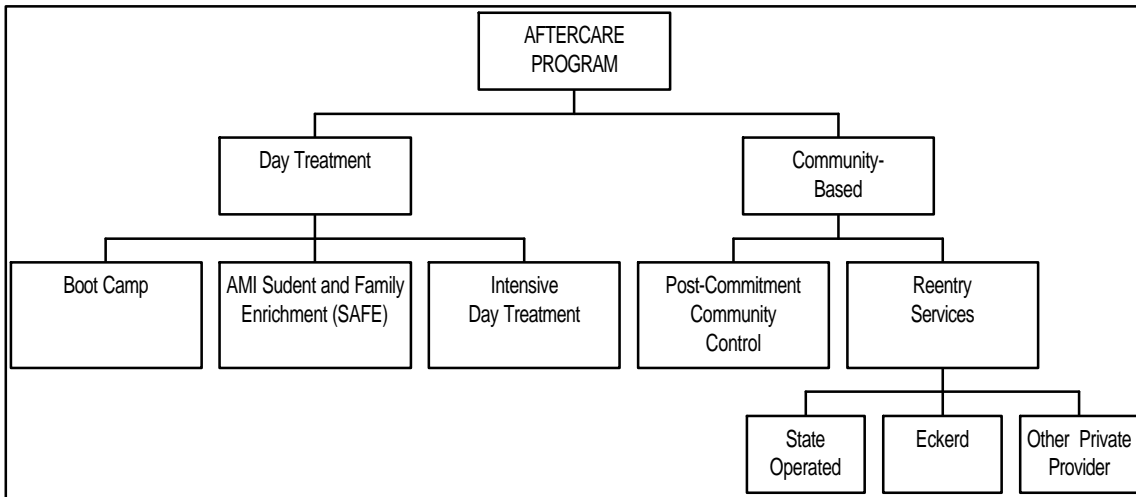 AFTERCARE
PROGRAM
Day Treatment
Community-
Based
Boot Camp
AMI Sudent and Family
Enrichment (SAFE)
Intensive
Day Treatment
Post-Commitment
Community
Control
Reentry
Services
State
Operated
Eckerd
Other Private
Provider